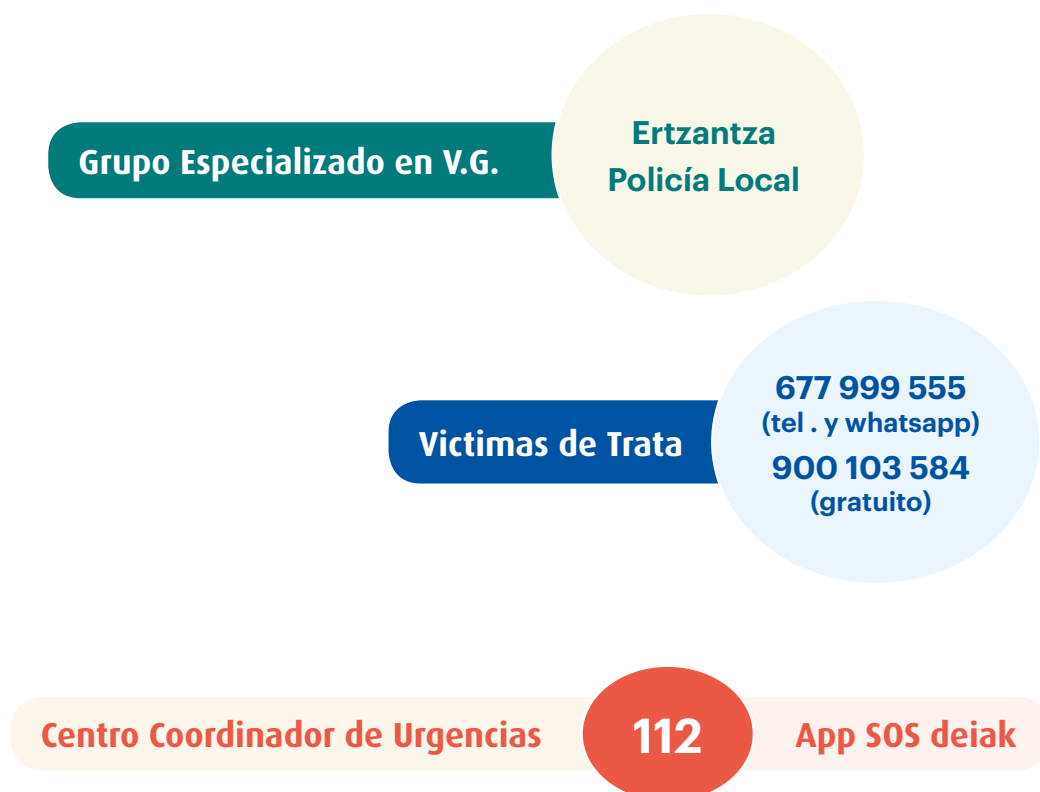 Grupo Especializado en V.G.
Ertzantza
Policía Local
Victimas de Trata
677 999 555
(tel . y whatsapp)
900 103 584
(gratuito)
Centro Coordinador de Urgencias
112
App SOS deiak